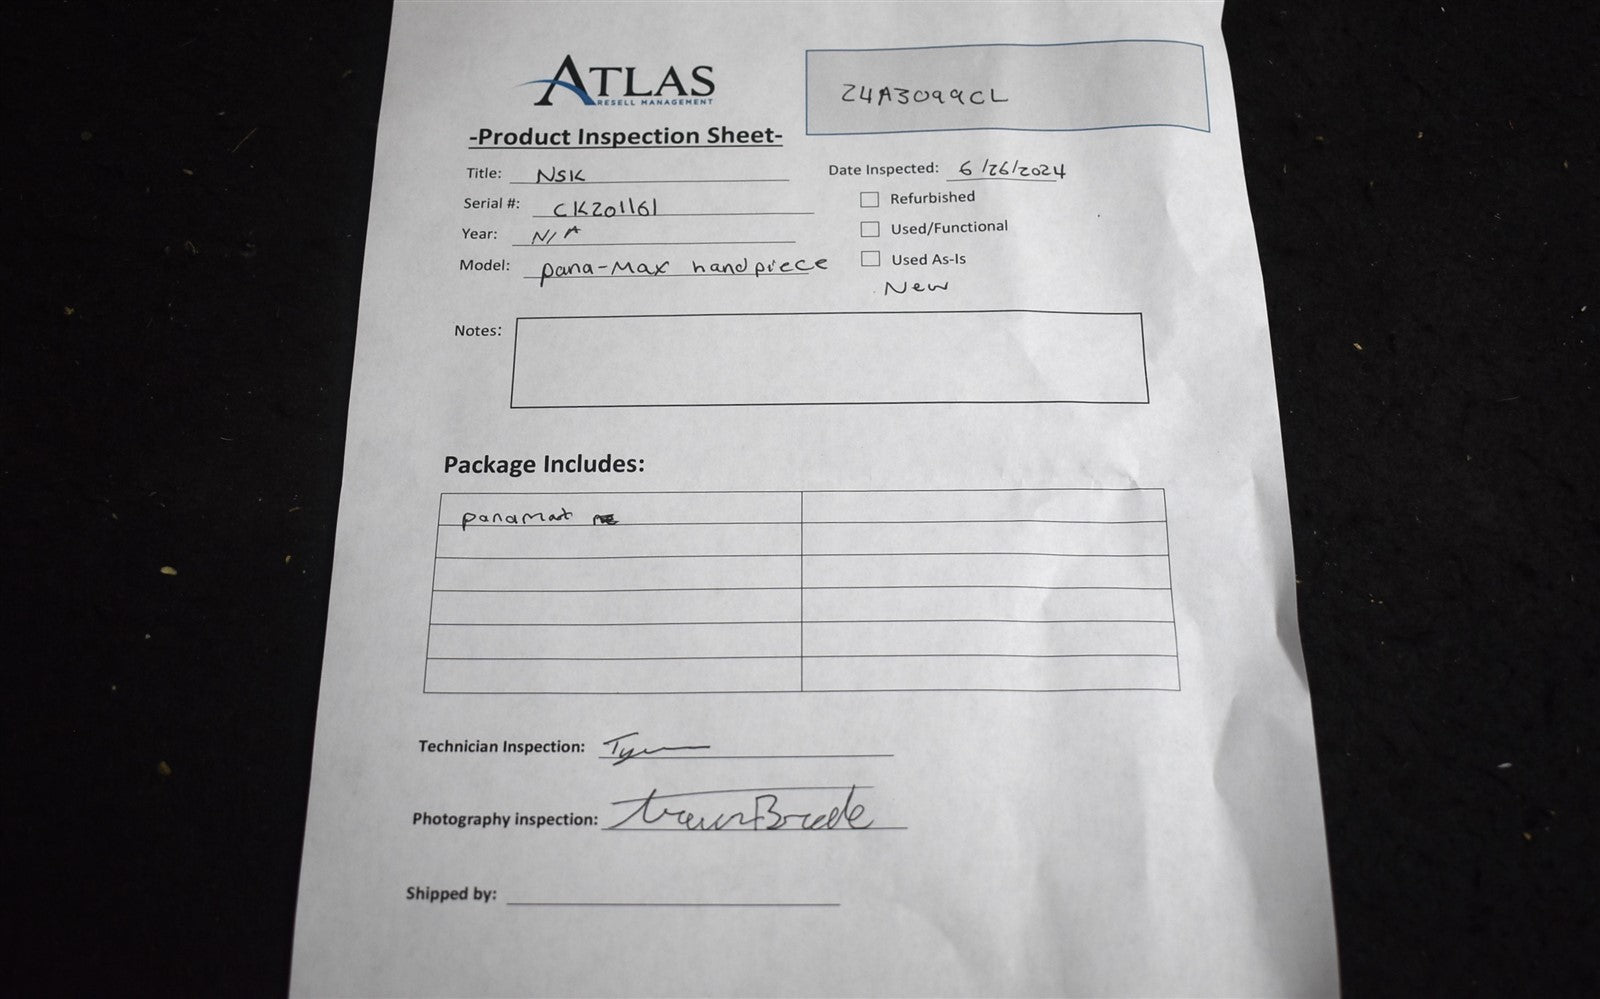 ATLAS
RESELL MANAGEMENT
24A3099CL
-Product Inspection Sheet-
Title: NSK
Date Inspected: 6/26/2024
Serial #: CK201161
Refurbished
Year: N/A
Used/Functional
Model: pana-Max handpiece
Used As-Is
New
Notes:
Package Includes:
Technician Inspection:
Photography inspection:
Shipped by: